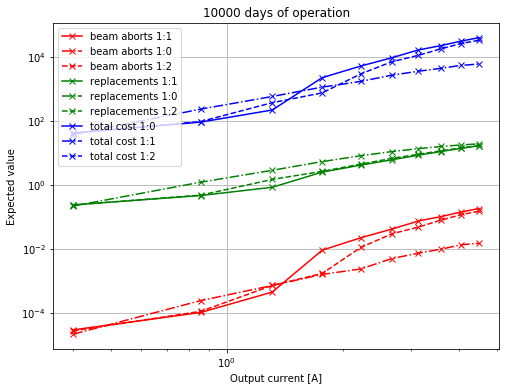 10000 days of operation
beam aborts 1:1
beam aborts 1:0
beam aborts 1:2
replacements 1:1
replacements 1:0
replacements 1:2
total cost 1:0
total cost 1:1
total cost 1:2
Expected value
10⁴
10²
10⁰
10⁻²
10⁻⁴
10⁰
Output current [A]